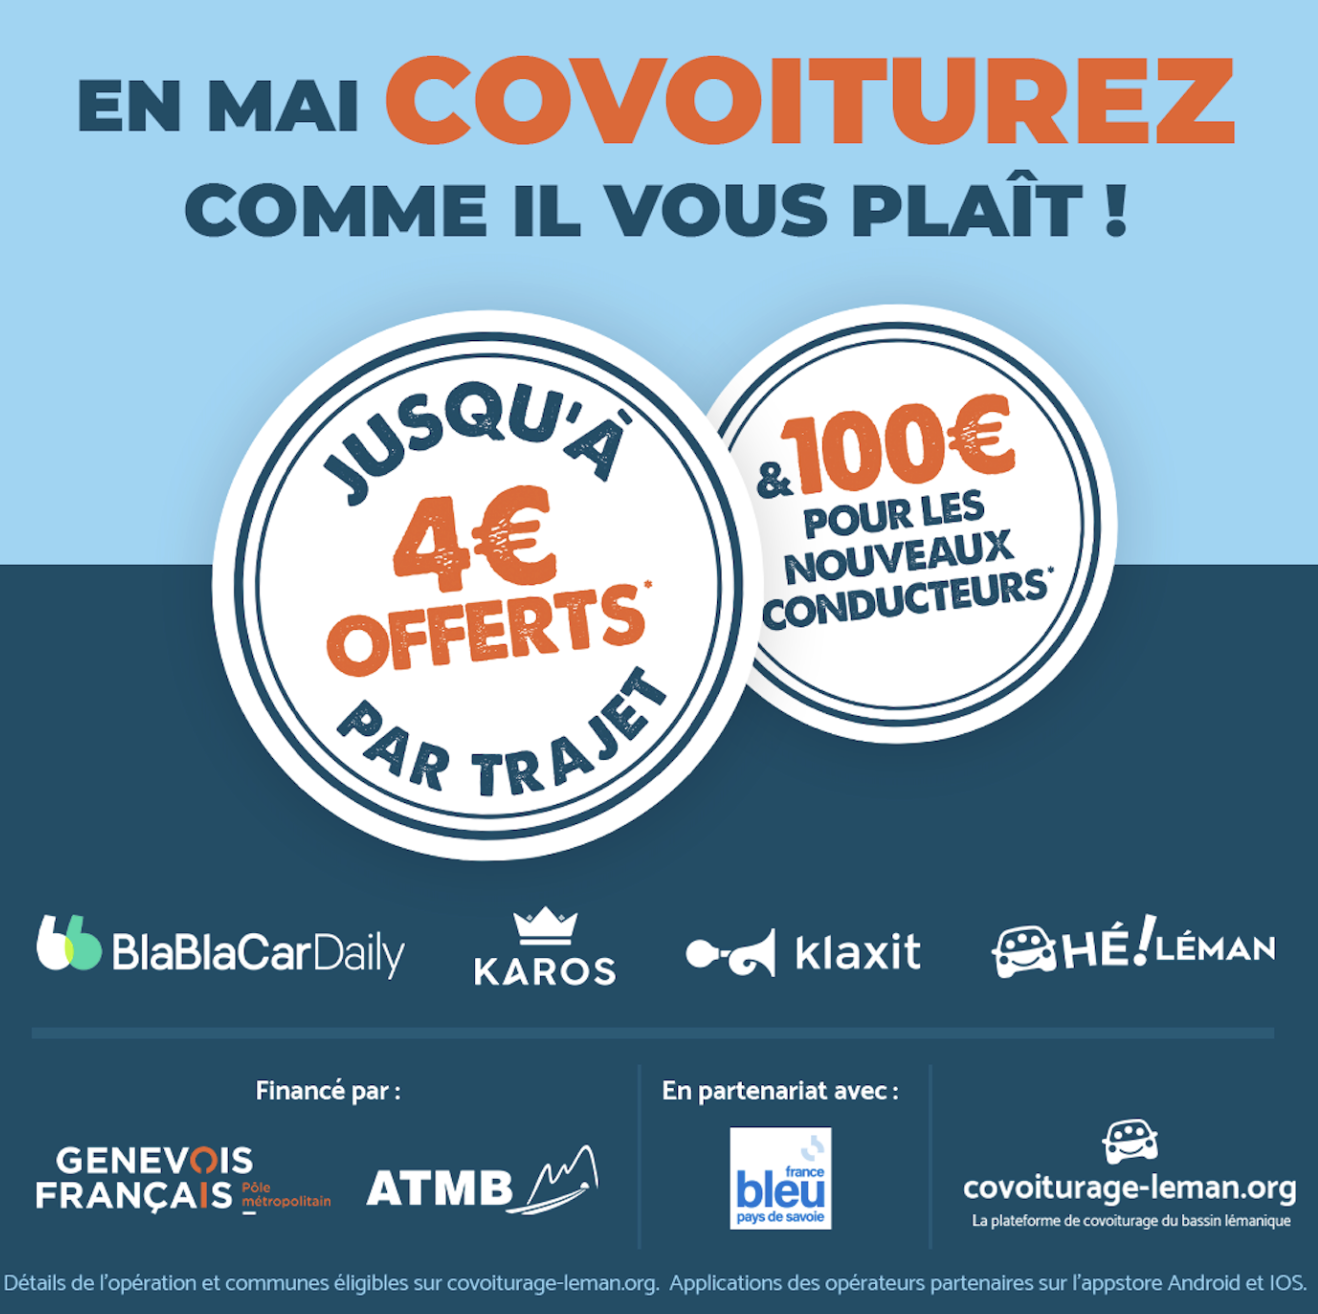 EN MAI COVOITUREZ
COMME IL VOUS PLAÎT !
JUSQU'À
4€
OFFERTS*
PAR TRAJET
& 100€
POUR LES
NOUVEAUX
CONDUCTEURS*
BlaBlaCarDaily
KAROS
klaxit
HÉ!LÉMAN
Financé par :
GENEVOIS
FRANÇAIS Pôle
métropolitain
ATMB
En partenariat avec :
france
bleu
pays de savoie
covoiturage-leman.org
La plateforme de covoiturage du bassin lémanique
Détails de l'opération et communes éligibles sur covoiturage-leman.org. Applications des opérateurs partenaires sur l'appstore Android et IOS.